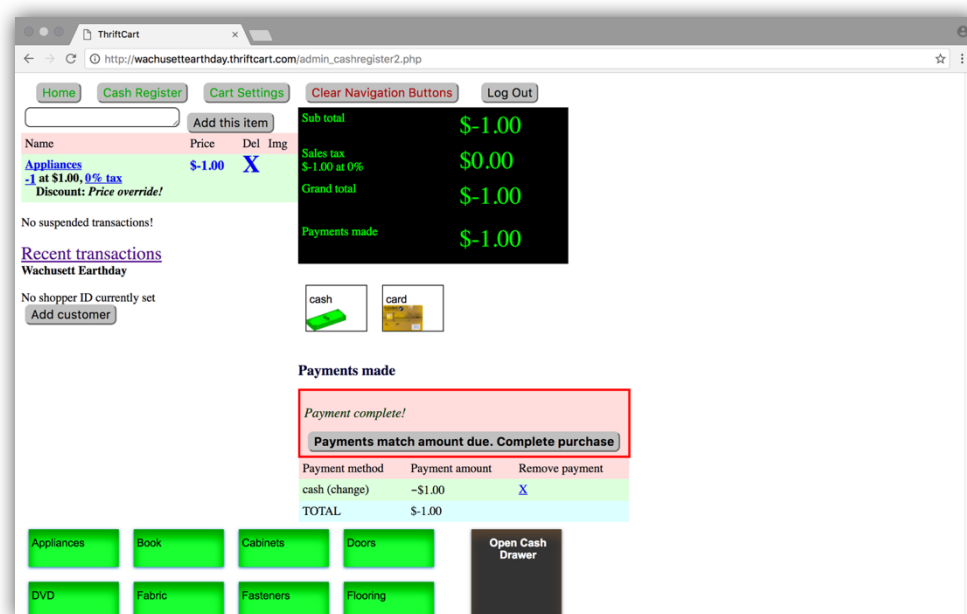 ThriftCart
http://wachusettearthday.thriftcart.com/admin_cashregister2.php
Home Cash Register Cart Settings Clear Navigation Buttons Log Out
Add this item
Name Price Del Img
Appliances $-1.00 X
-1 at $1.00, 0% tax
Discount: Price override!
Sub total $-1.00
Sales tax $0.00
$-1.00 at 0%
Grand total $-1.00
Payments made $-1.00
No suspended transactions!
Recent transactions
Wachusett Earthday
No shopper ID currently set
Add customer
cash card
Payments made
Payment complete!
Payments match amount due. Complete purchase
Payment method Payment amount Remove payment
cash (change) −$1.00 X
TOTAL $-1.00
Appliances Book Cabinets Doors Open Cash
Drawer
DVD Fabric Fasteners Flooring